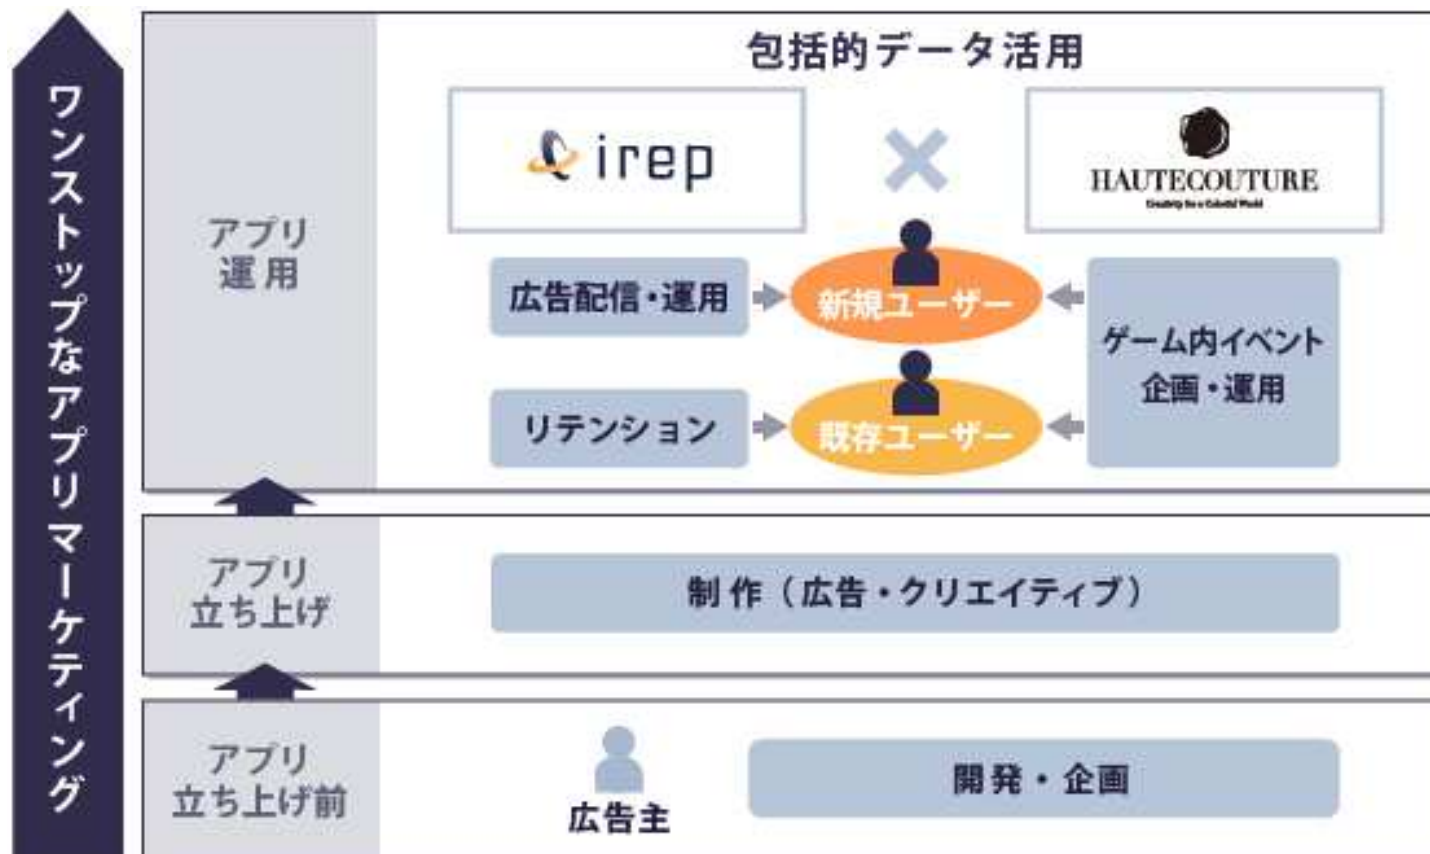 ワンストップなアプリマーケティング
包括的データ活用
irep
HAUTECOUTURE
Creativity for a Colorful World
アプリ
運用
広告配信・運用
新規ユーザー
ゲーム内イベント
企画・運用
リテンション
既存ユーザー
アプリ
立ち上げ
制作（広告・クリエイティブ）
アプリ
立ち上げ前
広告主
開発・企画